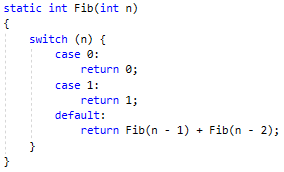 static int Fib(int n)
{
    switch (n) {
        case 0:
            return 0;
        case 1:
            return 1;
        default:
            return Fib(n - 1) + Fib(n - 2);
    }
}